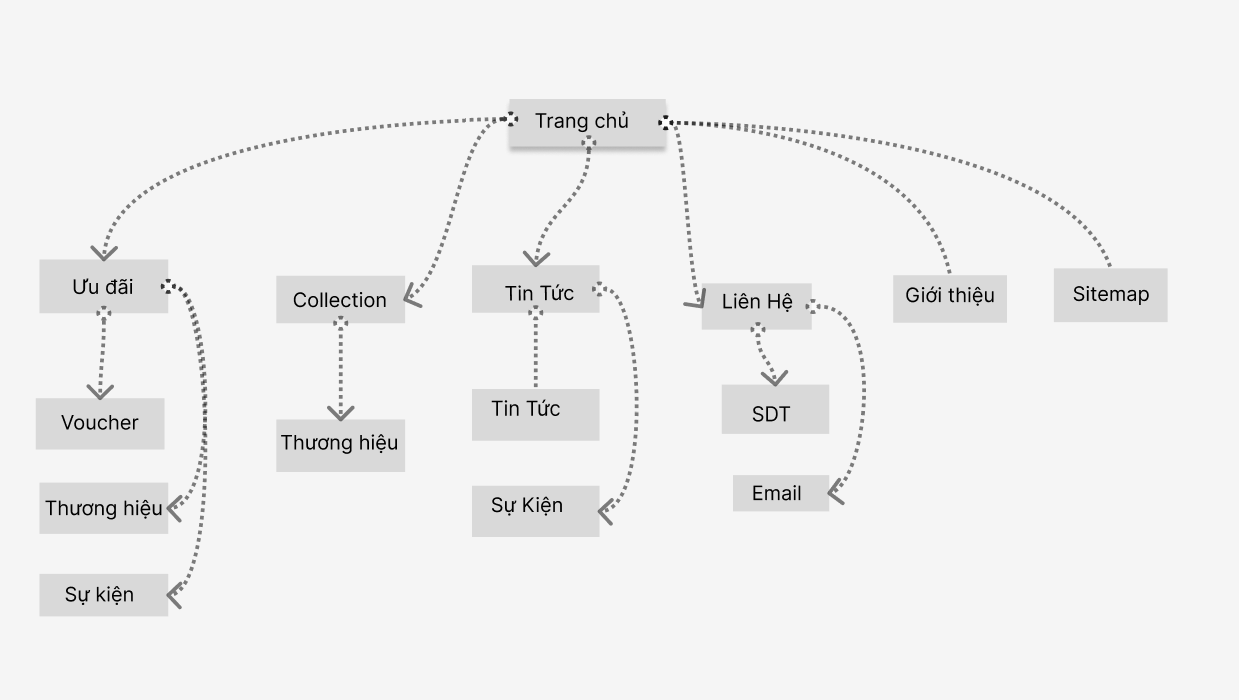 Trang chủ
Ưu đãi
Collection
Tin Tức
Liên Hệ
Giới thiệu
Sitemap
Voucher
Thương hiệu
Tin Tức
SDT
Thương hiệu
Sự Kiện
Email
Sự kiện